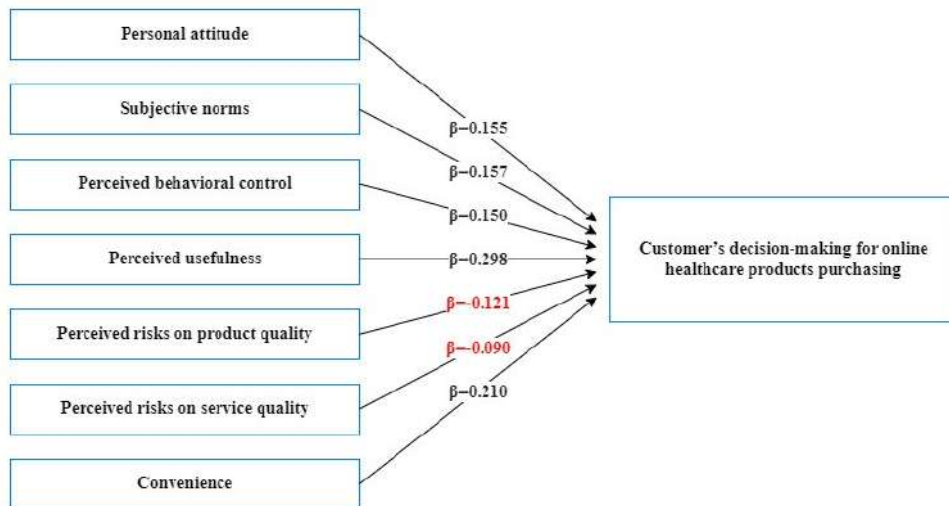 Personal attitude
Subjective norms
Perceived behavioral control
Perceived usefulness
Perceived risks on product quality
Perceived risks on service quality
Convenience
β=0.155
β=0.157
β=0.150
β=0.298
β=-0.121
β=-0.090
β=0.210
Customer's decision-making for online
healthcare products purchasing